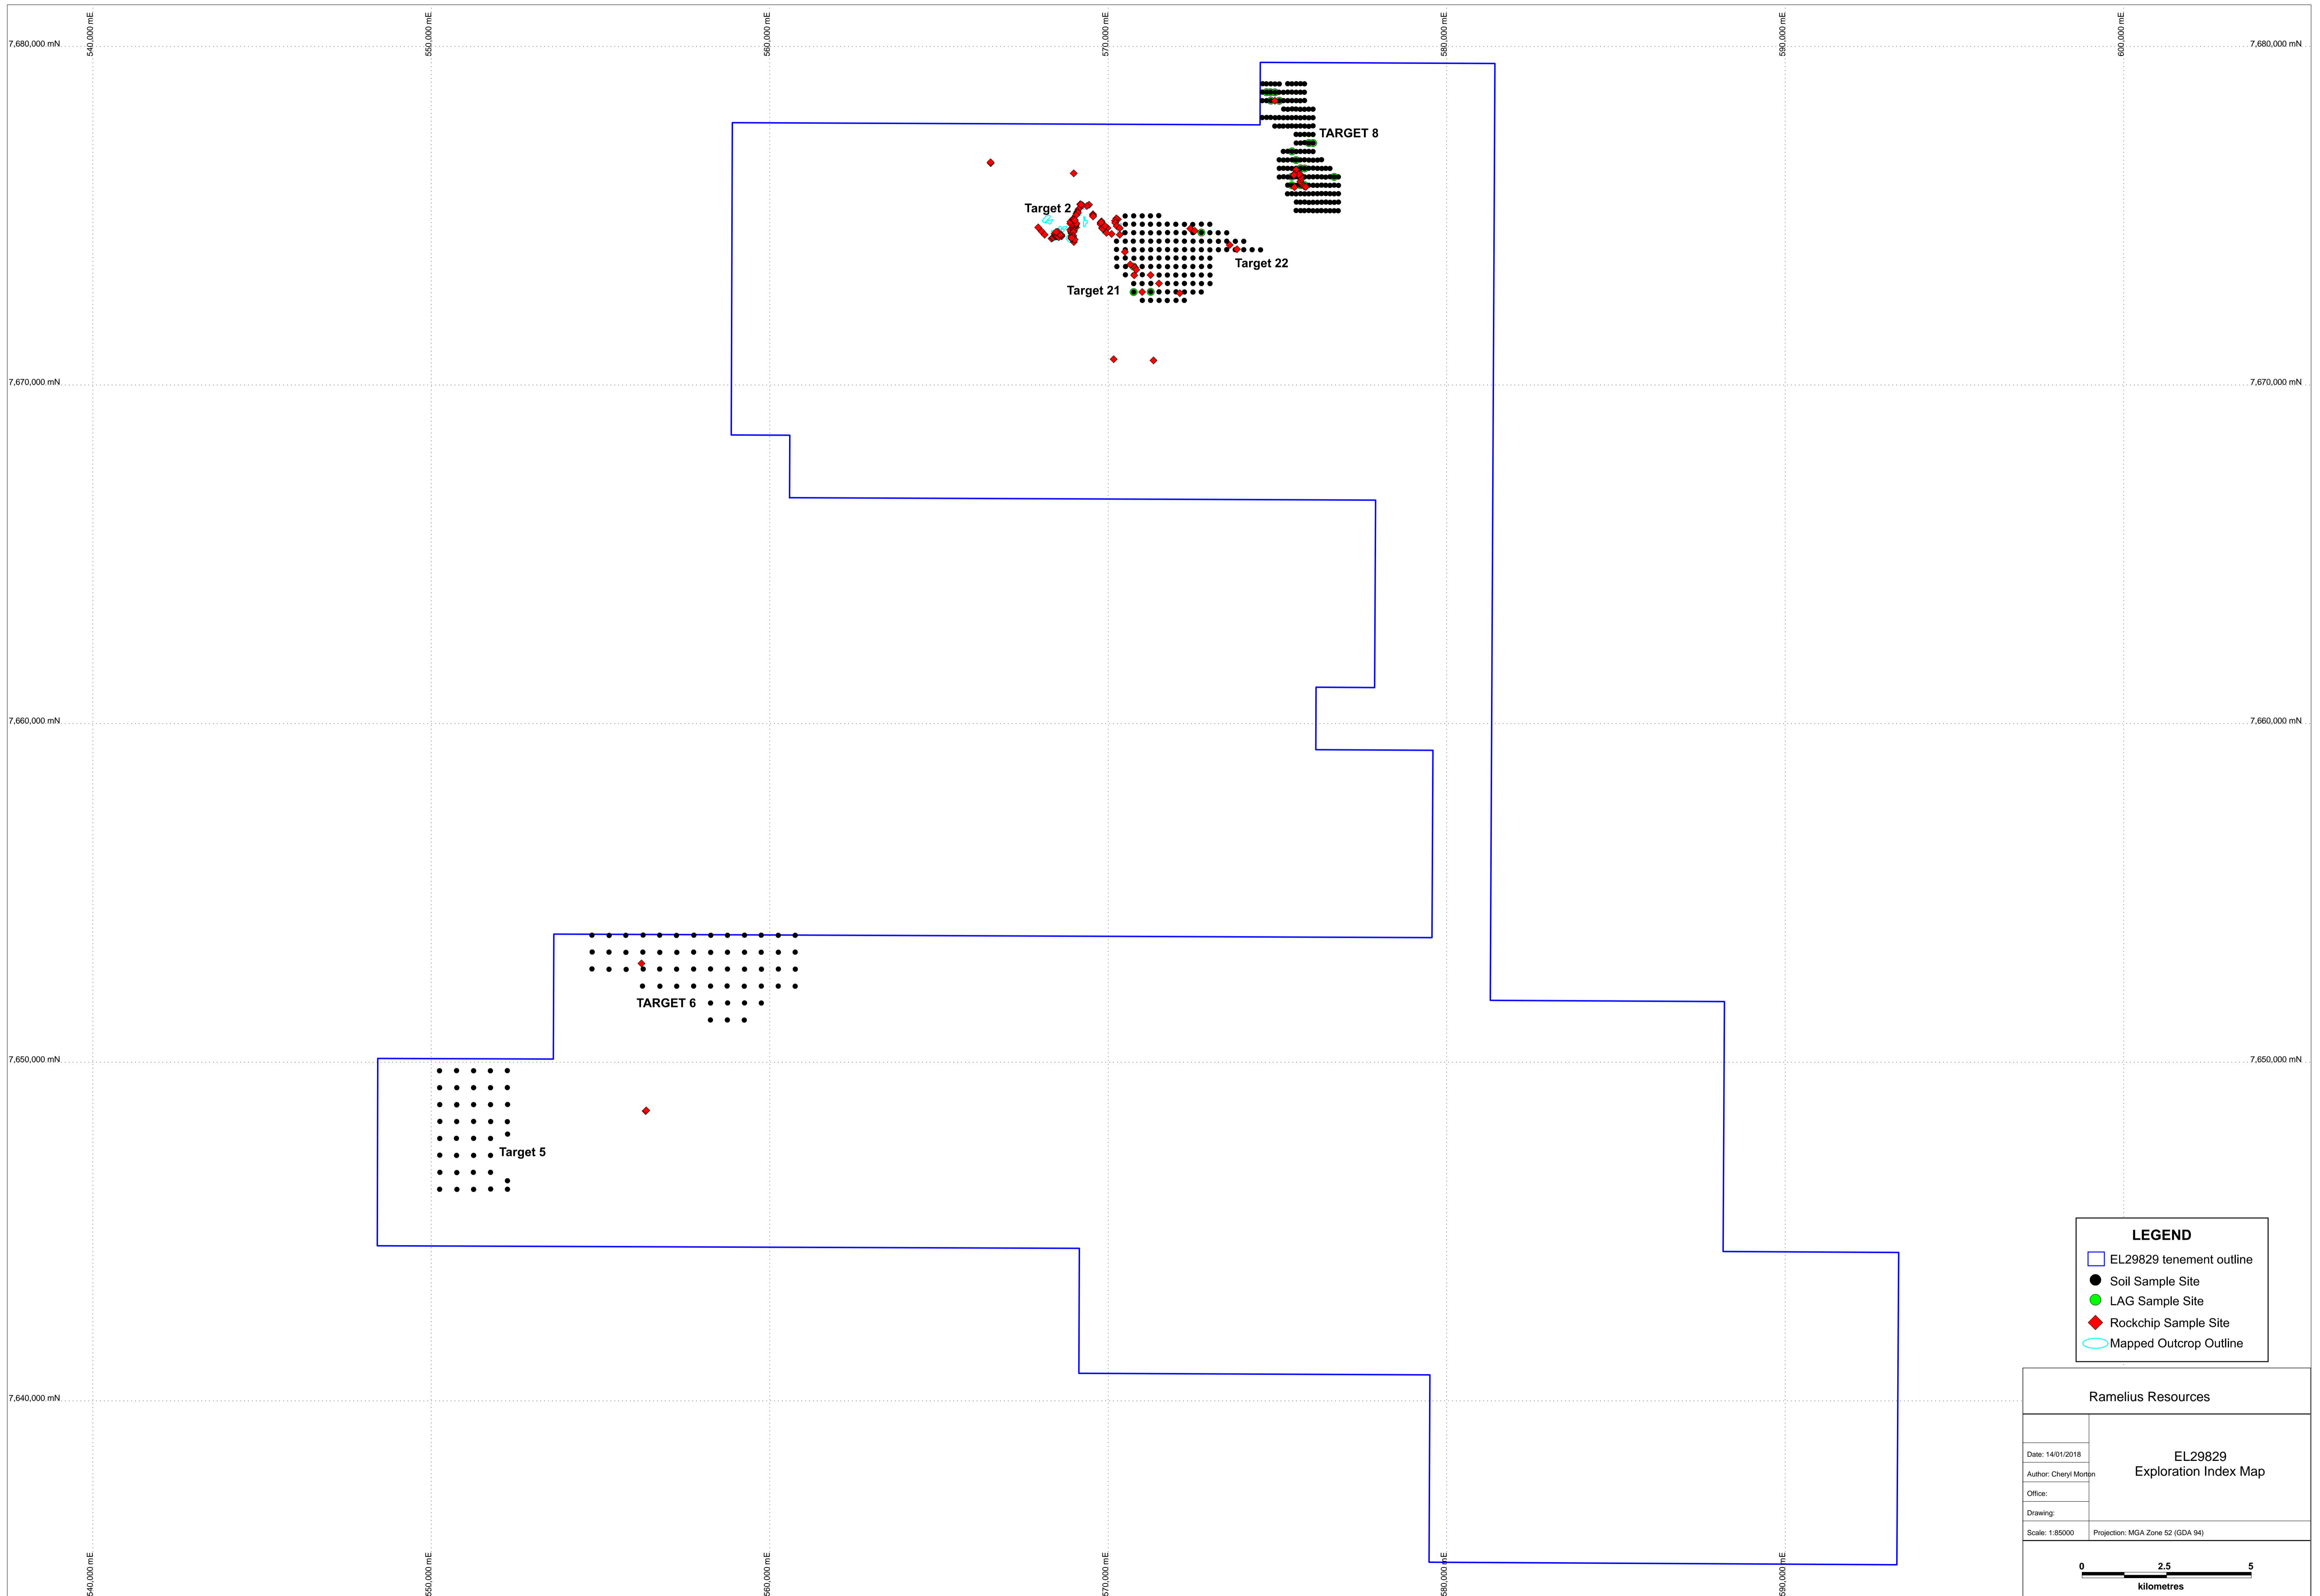 540,000 mE
550,000 mE
560,000 mE
570,000 mE
580,000 mE
590,000 mE
600,000 mE
7,680,000 mN
7,680,000 mN
TARGET 8
Target 2
Target 22
Target 21
7,670,000 mN
7,670,000 mN
7,660,000 mN
7,660,000 mN
TARGET 6
7,650,000 mN
7,650,000 mN
Target 5
LEGEND
EL29829 tenement outline
Soil Sample Site
LAG Sample Site
Rockchip Sample Site
Mapped Outcrop Outline
7,640,000 mN
Ramelius Resources
Date: 14/01/2018
Author: Cheryl Morton
Office:
Drawing:
Scale: 1:85000
EL29829
Exploration Index Map
Projection: MGA Zone 52 (GDA 94)
0 2.5 5
kilometres
540,000 mE
550,000 mE
560,000 mE
570,000 mE
580,000 mE
590,000 mE